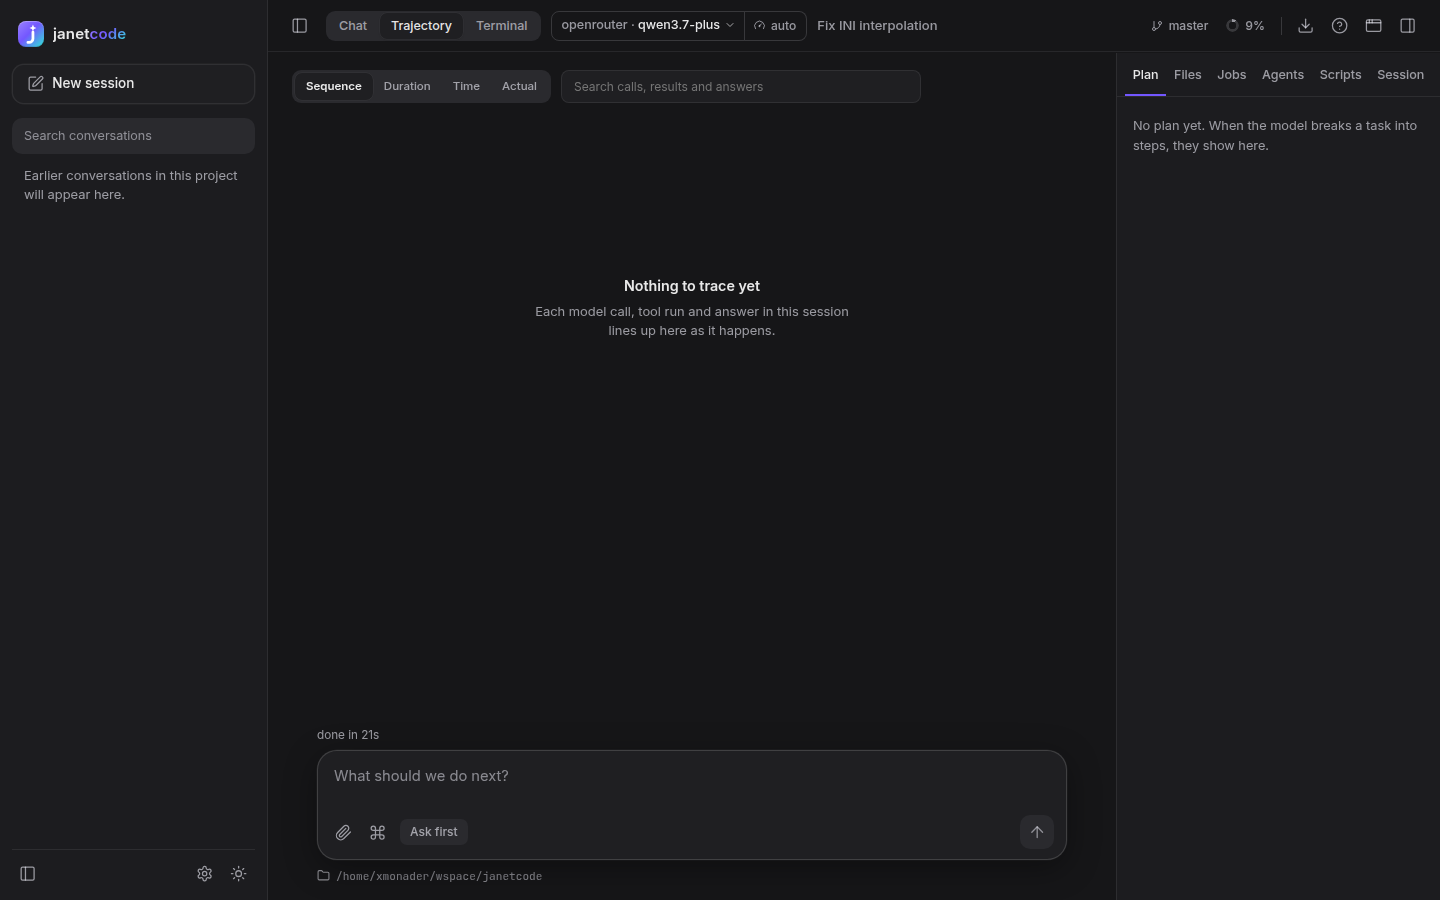 janetcode
New session
Search conversations
Earlier conversations in this project
will appear here.
Chat
Trajectory
Terminal
openrouter · qwen3.7-plus
auto
Fix INI interpolation
master
9%
Sequence
Duration
Time
Actual
Search calls, results and answers
Nothing to trace yet
Each model call, tool run and answer in this session
lines up here as it happens.
done in 21s
What should we do next?
Ask first
/home/xmonader/wspace/janetcode
Plan
Files
Jobs
Agents
Scripts
Session
No plan yet. When the model breaks a task into
steps, they show here.